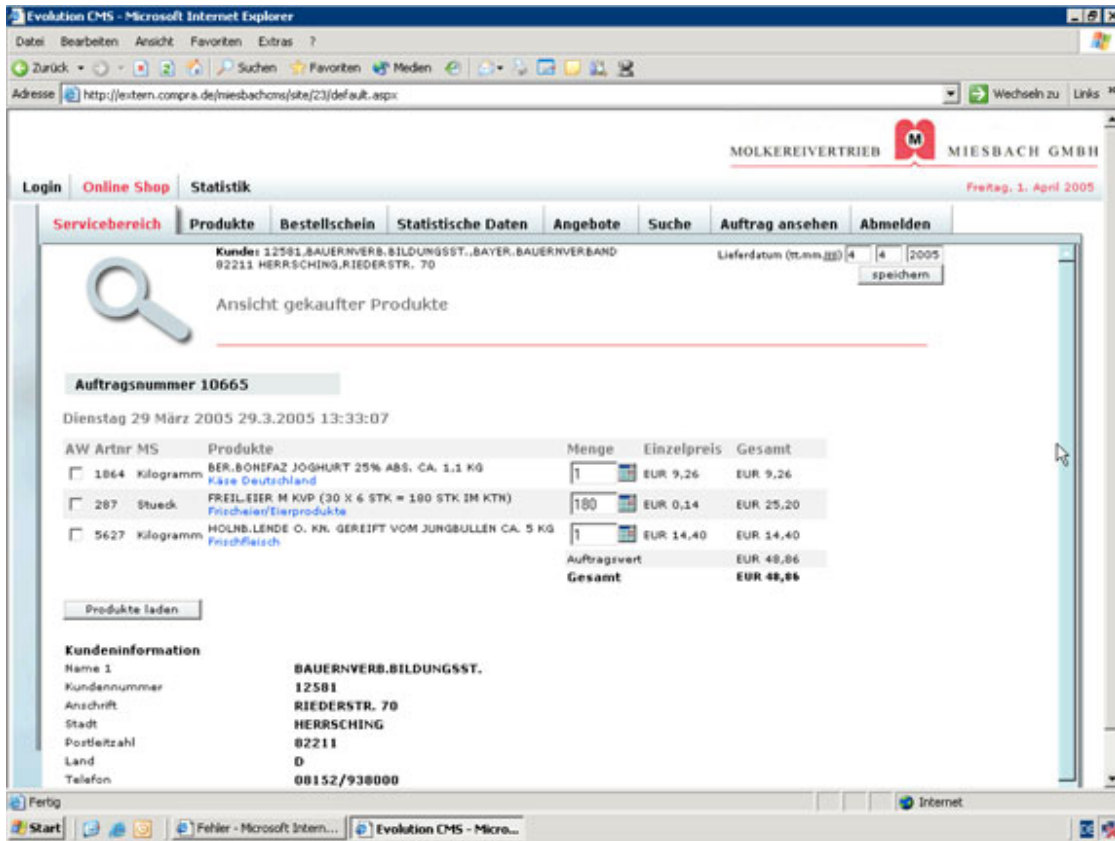 Evolution CMS - Microsoft Internet Explorer
Datei Bearbeiten Ansicht Favoriten Extras ?
Zurück Suchen Favoriten Medien
Adresse http://extern.compra.de/miesbachcms/site/23/default.aspx Wechseln zu Links
MOLKEREIVERTRIEB M MIESBACH GMBH
Login Online Shop Statistik Freitag, 1. April 2005
Servicebereich Produkte Bestellschein Statistische Daten Angebote Suche Auftrag ansehen Abmelden
Kunde: 12581,BAUERNVERB.BILDUNGSST.,BAYER.BAUERNVERBAND Lieferdatum (tt.mm.jjjj) 4 4 2005
82211 HERRSCHING,RIEDERSTR. 70 speichern
Ansicht gekaufter Produkte
Auftragsnummer 10665
Dienstag 29 März 2005 29.3.2005 13:33:07
AW Artnr MS Produkte Menge Einzelpreis Gesamt
1864 Kilogramm BER.BONIFAZ JOGHURT 25% ABS. CA. 1.1 KG 1 EUR 9,26 EUR 9,26
Käse Deutschland
287 Stueck FREIL.EIER M KVP (30 X 6 STK = 180 STK IM KTN) 180 EUR 0,14 EUR 25,20
Frischeier/Eierprodukte
5627 Kilogramm HOLNB.LENDE O. KN. GEREIFT VOM JUNGBULLEN CA. 5 KG 1 EUR 14,40 EUR 14,40
Frischfleisch
Auftragswert EUR 48,86
Gesamt EUR 48,86
Produkte laden
Kundeninformation
Name 1 BAUERNVERB.BILDUNGSST.
Kundennummer 12581
Anschrift RIEDERSTR. 70
Stadt HERRSCHING
Postleitzahl 82211
Land D
Telefon 08152/938000
Fertig Internet
Start Fehler - Microsoft Intern... Evolution CMS - Micro... DE